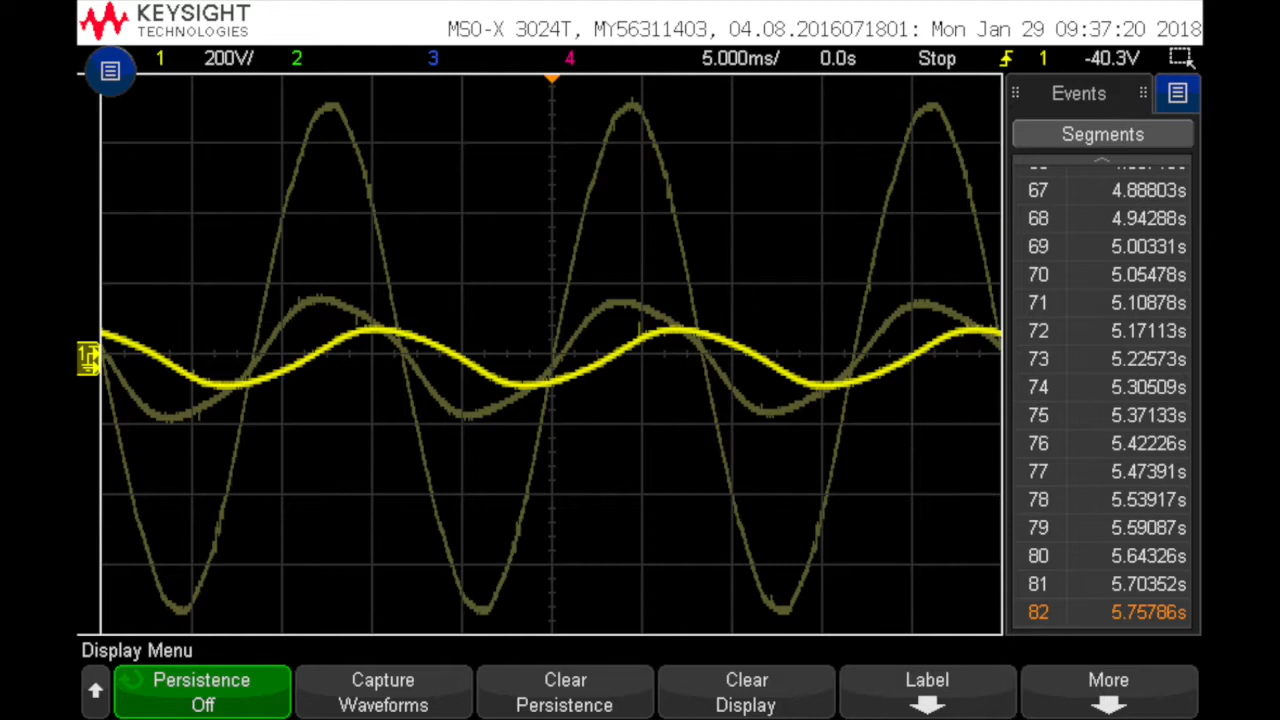 KEYSIGHT
TECHNOLOGIES
MSO-X 3024T, MY56311403, 04.08.2016071801: Mon Jan 29 09:37:20 2018
1 200V/ 2 3 4 5.000ms/ 0.0s Stop 1 -40.3V
Events
Segments
67 4.88803s
68 4.94288s
69 5.00331s
70 5.05478s
71 5.10878s
72 5.17113s
73 5.22573s
74 5.30509s
75 5.37133s
76 5.42226s
77 5.47391s
78 5.53917s
79 5.59087s
80 5.64326s
81 5.70352s
82 5.75786s
Display Menu
Persistence
Off
Capture
Waveforms
Clear
Persistence
Clear
Display
Label
More